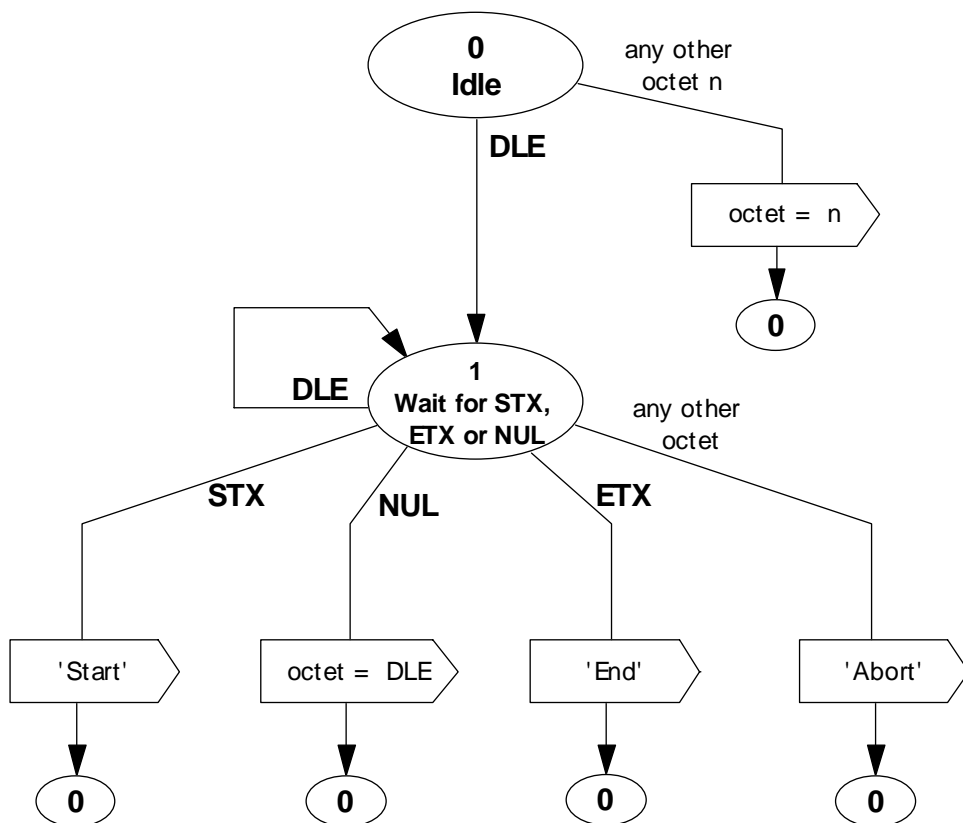 0
Idle
any other
octet n
DLE
octet = n
0
DLE
1
Wait for STX,
ETX or NUL
any other
octet
STX
NUL
ETX
'Start'
octet = DLE
'End'
'Abort'
0
0
0
0